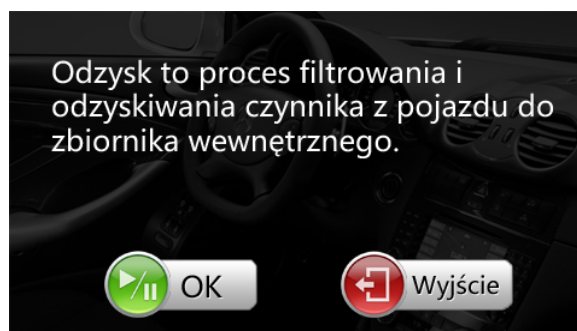 Odzysk to proces filtrowania i
odzyskiwania czynnika z pojazdu do
zbiornika wewnętrznego.
OK
Wyjście